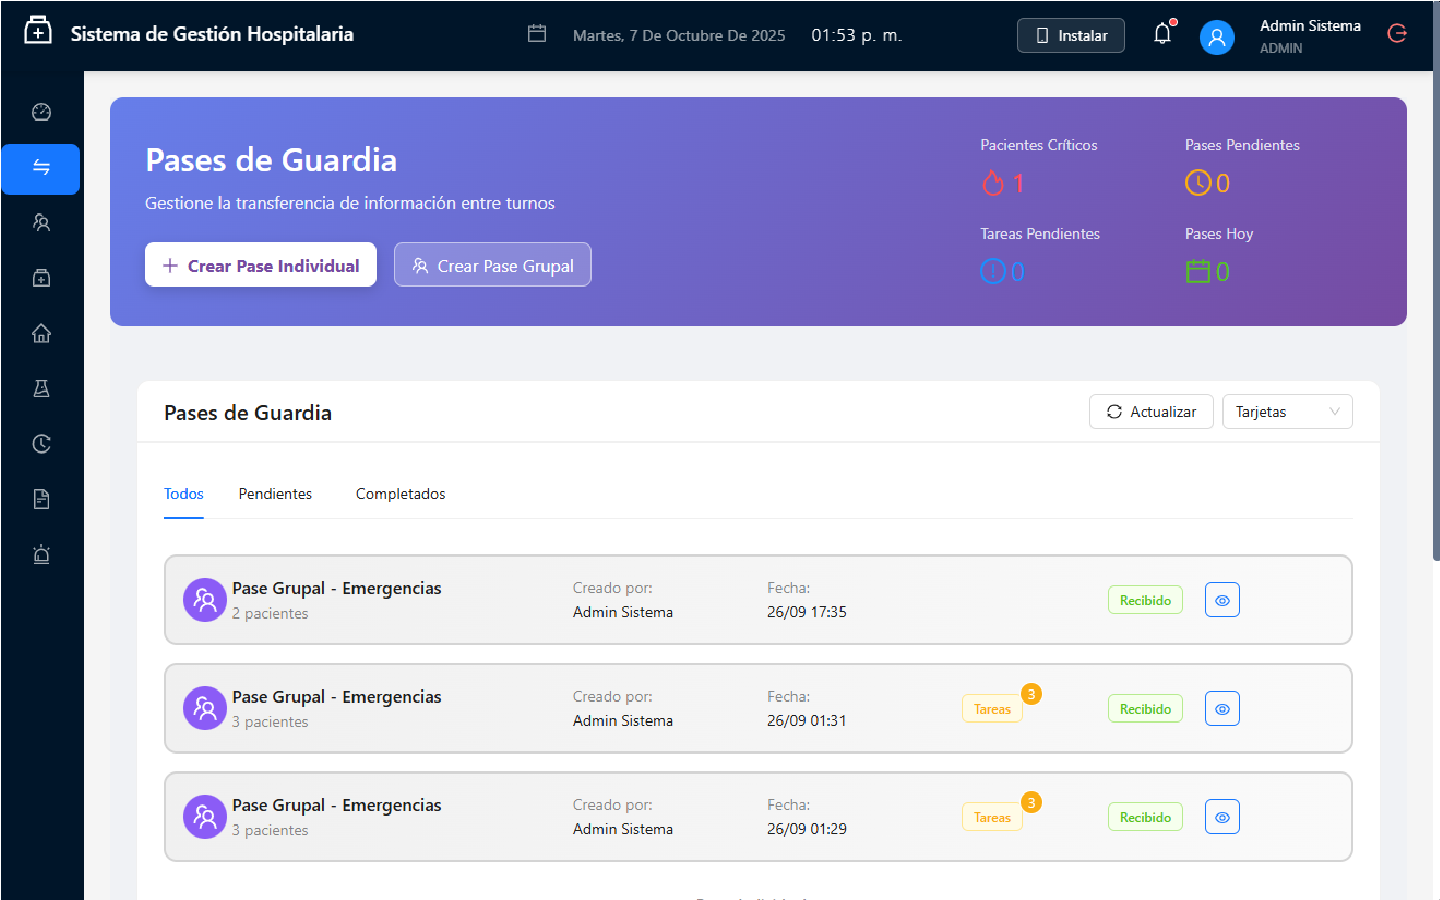 Sistema de Gestión Hospitalaria
Martes, 7 De Octubre De 2025
01:53 p. m.
Instalar
Admin Sistema
ADMIN
Pases de Guardia
Gestione la transferencia de información entre turnos
Crear Pase Individual
Crear Pase Grupal
Pacientes Críticos
1
Pases Pendientes
0
Tareas Pendientes
0
Pases Hoy
0
Pases de Guardia
Actualizar
Tarjetas
Todos
Pendientes
Completados
Pase Grupal - Emergencias
2 pacientes
Creado por:
Admin Sistema
Fecha:
26/09 17:35
Recibido
Pase Grupal - Emergencias
3 pacientes
Creado por:
Admin Sistema
Fecha:
26/09 01:31
Tareas
3
Recibido
Pase Grupal - Emergencias
3 pacientes
Creado por:
Admin Sistema
Fecha:
26/09 01:29
Tareas
3
Recibido